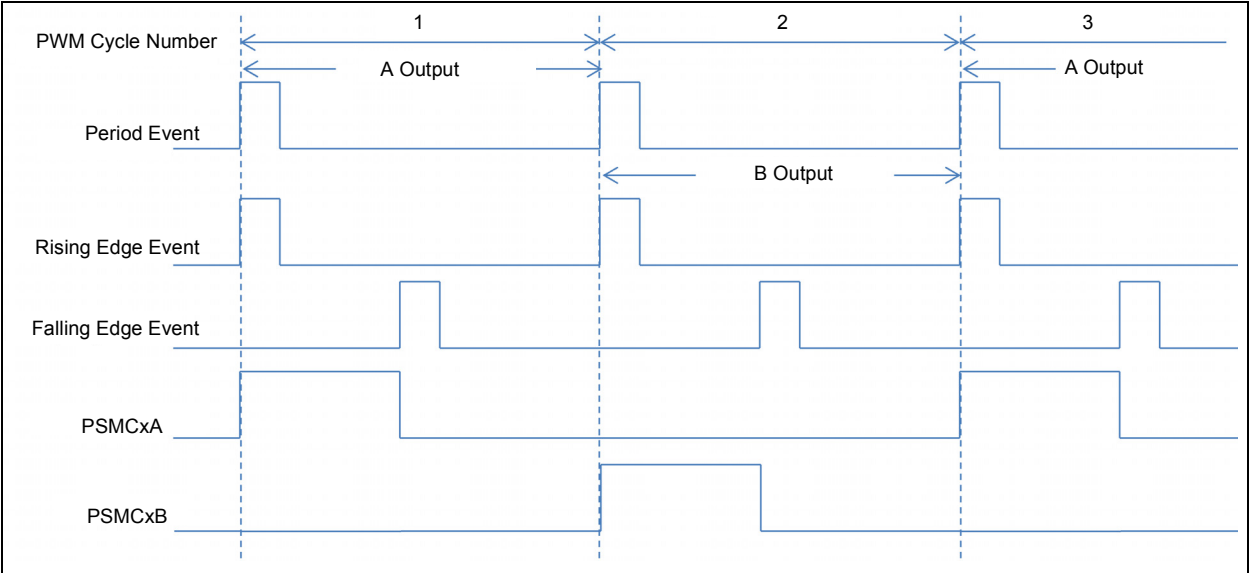 1
2
3
PWM Cycle Number
A Output
A Output
Period Event
B Output
Rising Edge Event
Falling Edge Event
PSMCxA
PSMCxB